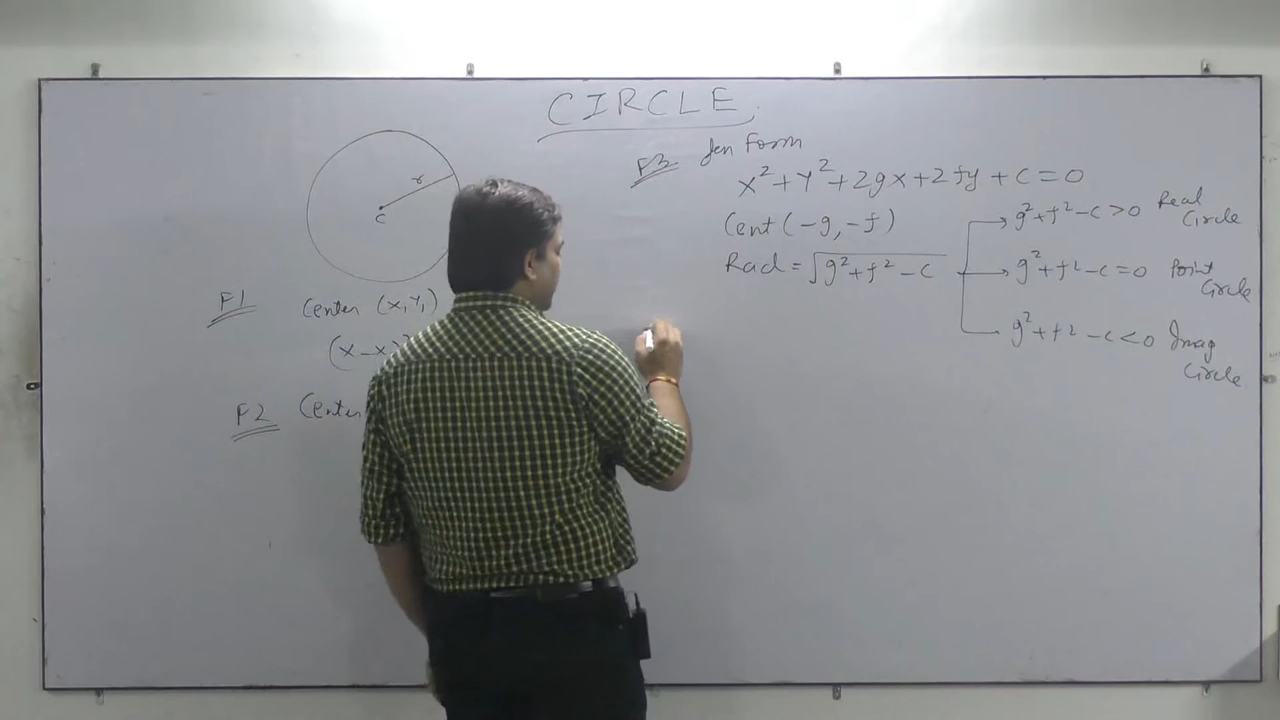 CIRCLE
r
C
F1 Center (x₁,y₁)
(x-x₁)
F2 Center
F3 Gen Form
x²+y²+2gx+2fy+c=0
Cent (-g,-f)
Rad = √g²+f²-c
g²+f²-c>0 Real Circle
g²+f²-c=0 Point Circle
g²+f²-c<0 Imag Circle